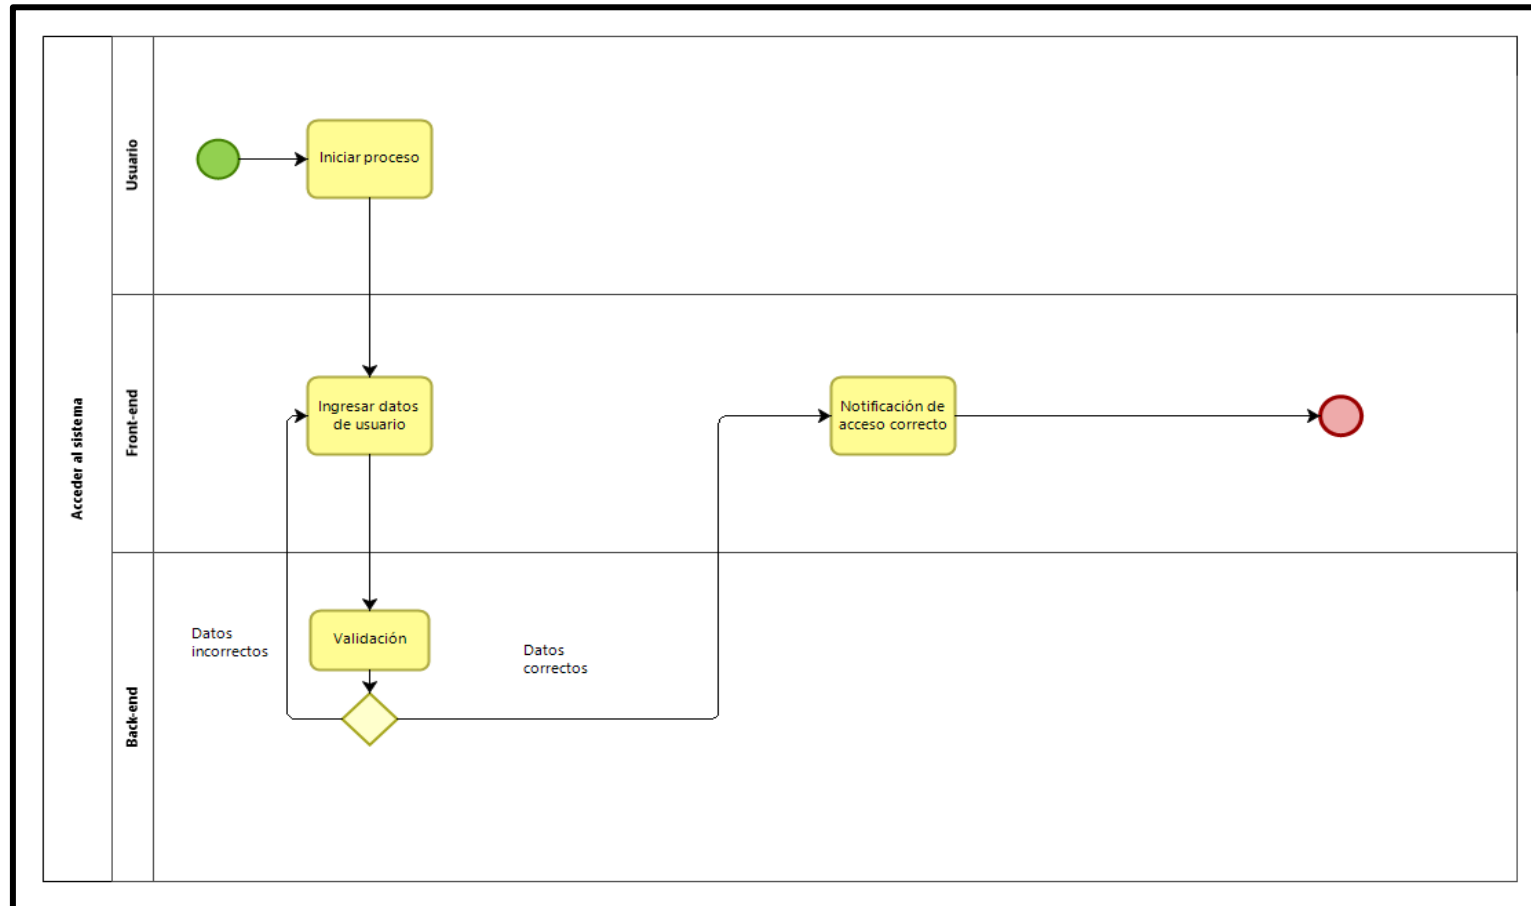 Acceder al sistema
Usuario
Iniciar proceso
Front-end
Ingresar datos
de usuario
Notificación de
acceso correcto
Back-end
Datos
incorrectos
Validación
Datos
correctos